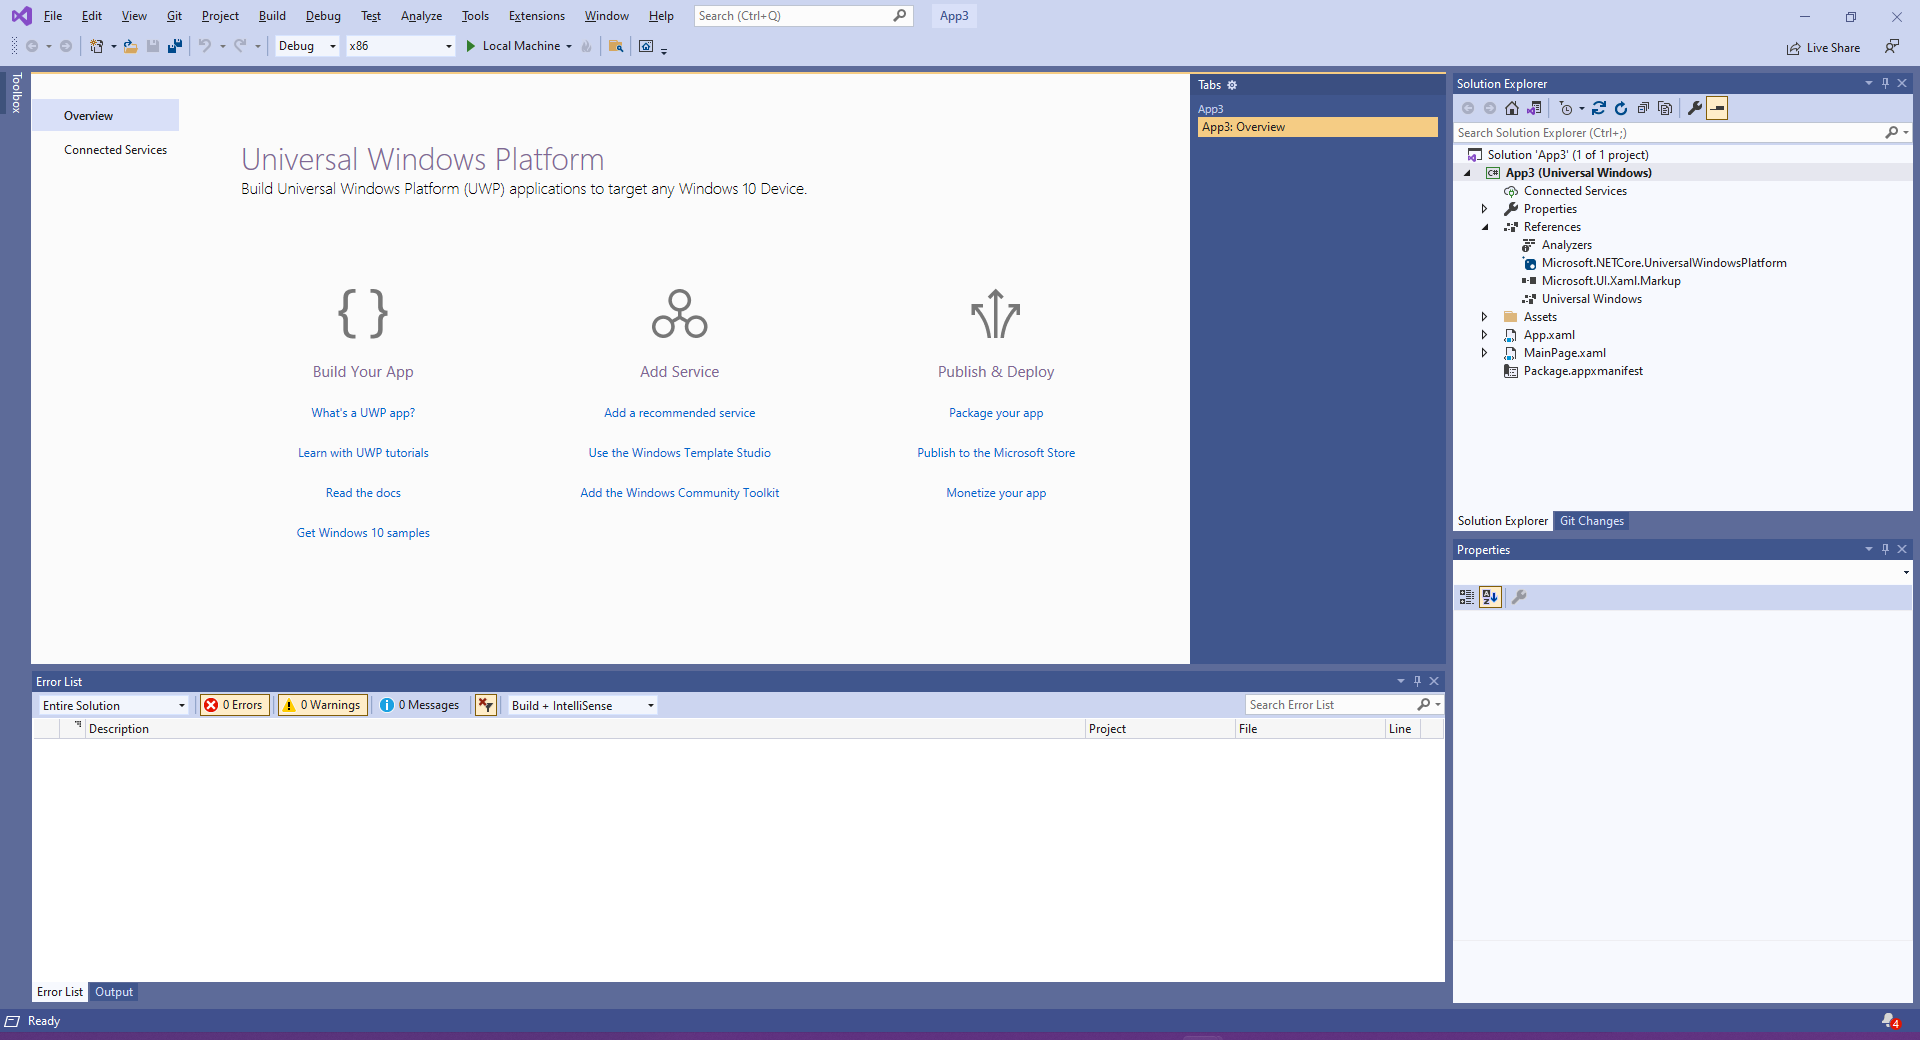 File Edit View Git Project Build Debug Test Analyze Tools Extensions Window Help Search (Ctrl+Q) App3
Debug x86 Local Machine Live Share
Toolbox
Overview
Connected Services
Universal Windows Platform
Build Universal Windows Platform (UWP) applications to target any Windows 10 Device.
Build Your App
What's a UWP app?
Learn with UWP tutorials
Read the docs
Get Windows 10 samples
Add Service
Add a recommended service
Use the Windows Template Studio
Add the Windows Community Toolkit
Publish & Deploy
Package your app
Publish to the Microsoft Store
Monetize your app
Tabs
App3
App3: Overview
Solution Explorer
Search Solution Explorer (Ctrl+;)
Solution 'App3' (1 of 1 project)
C# App3 (Universal Windows)
Connected Services
Properties
References
Analyzers
Microsoft.NETCore.UniversalWindowsPlatform
Microsoft.UI.Xaml.Markup
Universal Windows
Assets
App.xaml
MainPage.xaml
Package.appxmanifest
Solution Explorer Git Changes
Properties
Error List
Entire Solution 0 Errors 0 Warnings 0 Messages Build + IntelliSense Search Error List
Description Project File Line
Error List Output
Ready 4